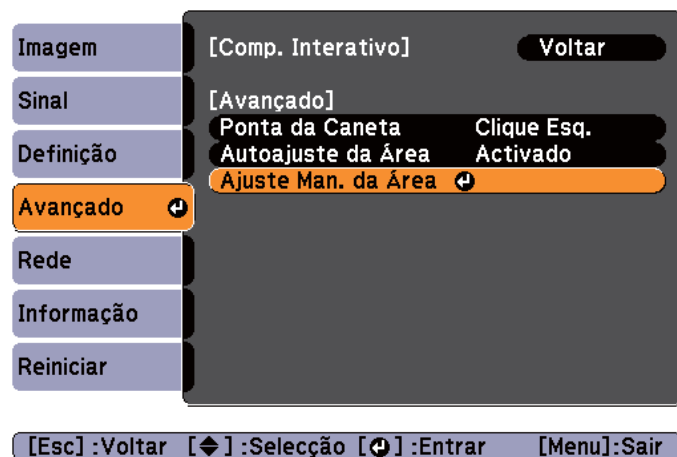 Imagem
Sinal
Definição
Avançado
Rede
Informação
Reiniciar
[Comp. Interativo] Voltar
[Avançado]
Ponta da Caneta Clique Esq.
Autoajuste da Área Activado
Ajuste Man. da Área
[Esc] :Voltar [ ] :Selecção [ ] :Entrar [Menu]:Sair